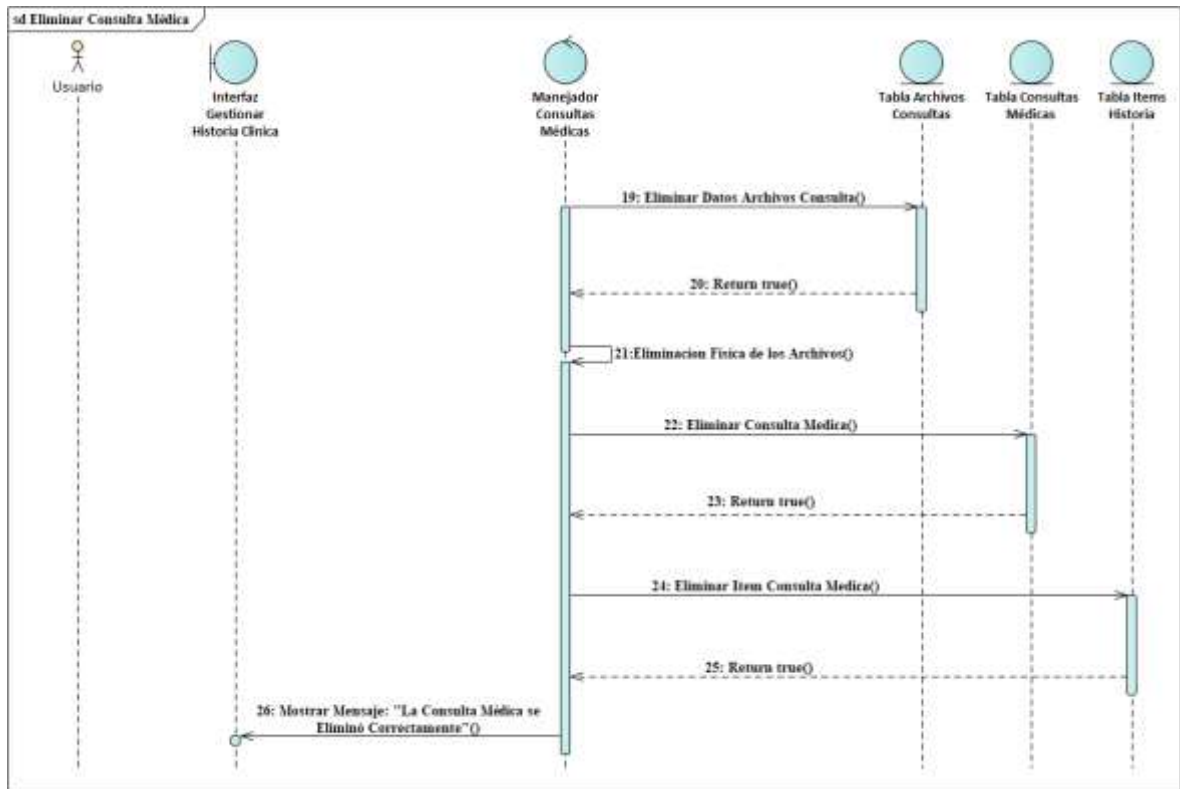 sd Eliminar Consulta Médica
Usuario
Interfaz
Gestionar
Historia Clínica
Manejador
Consultas
Médicas
Tabla Archivos
Consultas
Tabla Consultas
Médicas
Tabla Items
Historia
19: Eliminar Datos Archivos Consulta()
20: Return true()
21:Eliminacion Física de los Archivos()
22: Eliminar Consulta Medica()
23: Return true()
24: Eliminar Item Consulta Medica()
25: Return true()
26: Mostrar Mensaje: "La Consulta Médica se
Eliminó Correctamente"()